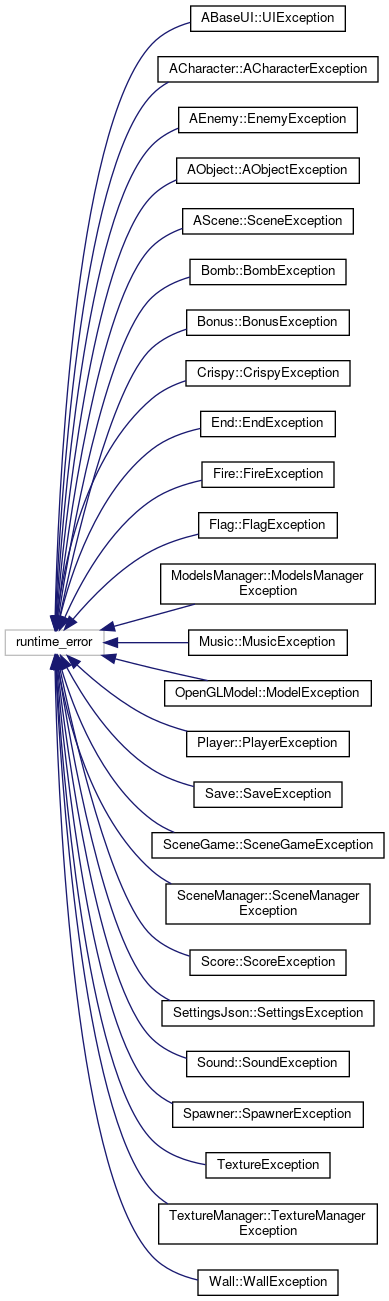 ABaseUI::UIException
ACharacter::ACharacterException
AEnemy::EnemyException
AObject::AObjectException
AScene::SceneException
Bomb::BombException
Bonus::BonusException
Crispy::CrispyException
End::EndException
Fire::FireException
Flag::FlagException
ModelsManager::ModelsManager
Exception
runtime_error
Music::MusicException
OpenGLModel::ModelException
Player::PlayerException
Save::SaveException
SceneGame::SceneGameException
SceneManager::SceneManager
Exception
Score::ScoreException
SettingsJson::SettingsException
Sound::SoundException
Spawner::SpawnerException
TextureException
TextureManager::TextureManager
Exception
Wall::WallException